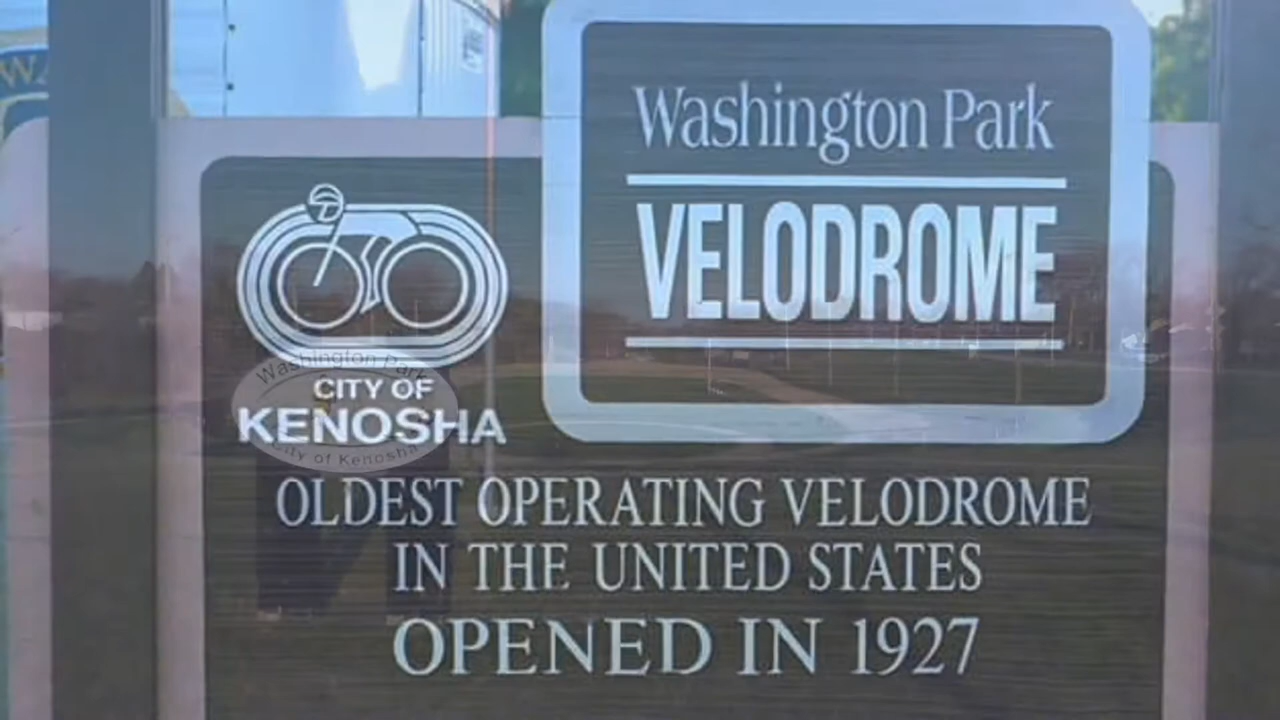 WA
Washington Park
VELODROME
Washington Park
CITY OF
KENOSHA
City of Kenosha
OLDEST OPERATING VELODROME
IN THE UNITED STATES
OPENED IN 1927